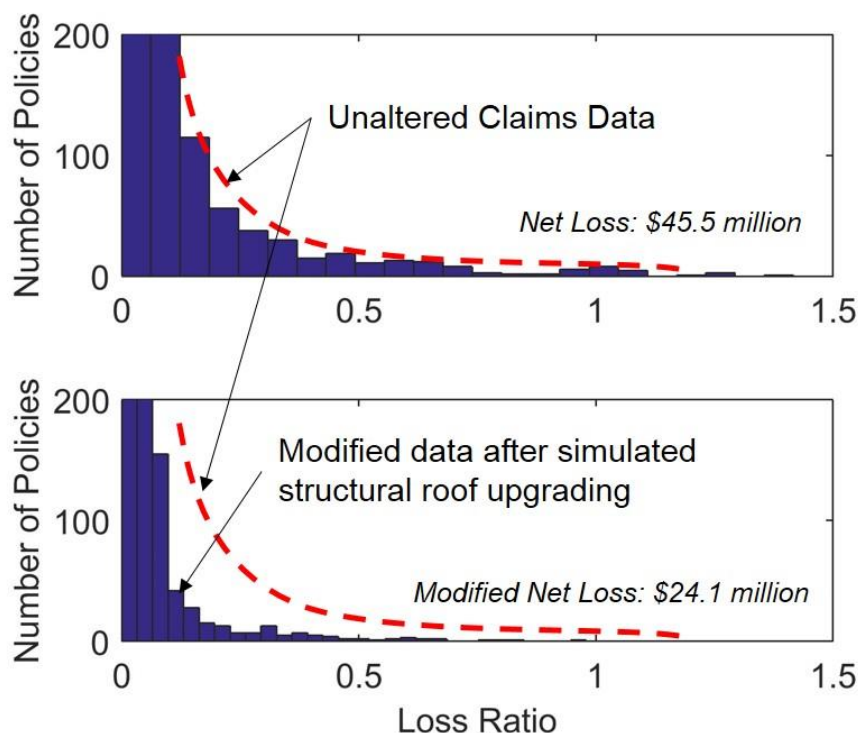 Number of Policies
200
100
0
Unaltered Claims Data
Net Loss: $45.5 million
0
0.5
1
1.5
Number of Policies
200
100
0
Modified data after simulated
structural roof upgrading
Modified Net Loss: $24.1 million
0
0.5
1
1.5
Loss Ratio